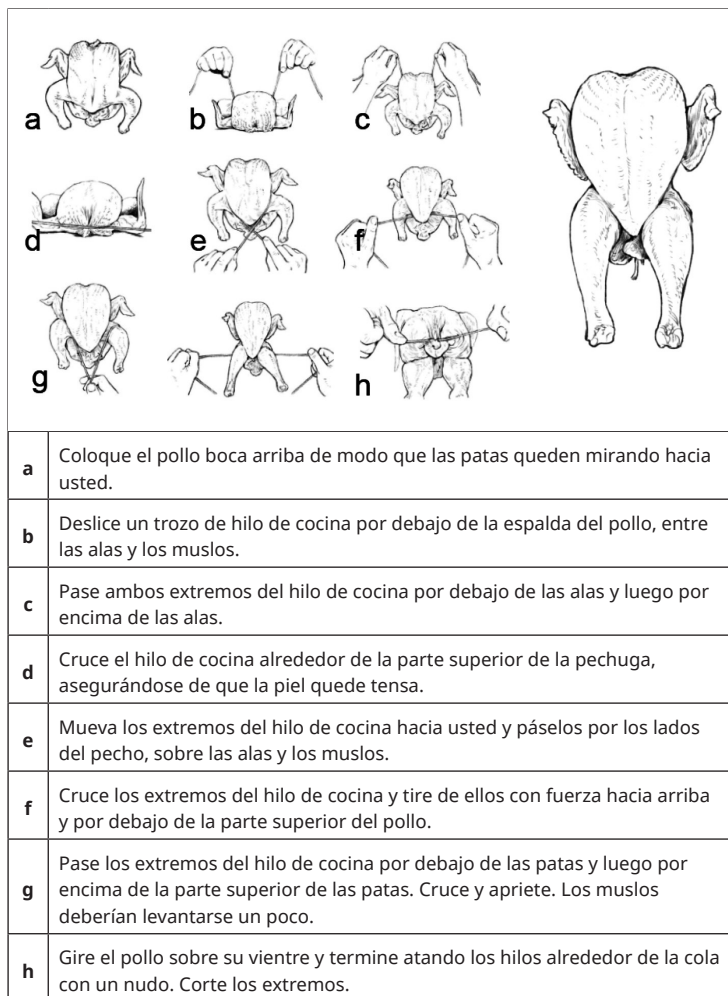 a
b
c
d
e
f
g
h
a
Coloque el pollo boca arriba de modo que las patas queden mirando hacia
usted.
b
Deslice un trozo de hilo de cocina por debajo de la espalda del pollo, entre
las alas y los muslos.
c
Pase ambos extremos del hilo de cocina por debajo de las alas y luego por
encima de las alas.
d
Cruce el hilo de cocina alrededor de la parte superior de la pechuga,
asegurándose de que la piel quede tensa.
e
Mueva los extremos del hilo de cocina hacia usted y páselos por los lados
del pecho, sobre las alas y los muslos.
f
Cruce los extremos del hilo de cocina y tire de ellos con fuerza hacia arriba
y por debajo de la parte superior del pollo.
g
Pase los extremos del hilo de cocina por debajo de las patas y luego por
encima de la parte superior de las patas. Cruce y apriete. Los muslos
deberían levantarse un poco.
h
Gire el pollo sobre su vientre y termine atando los hilos alrededor de la cola
con un nudo. Corte los extremos.